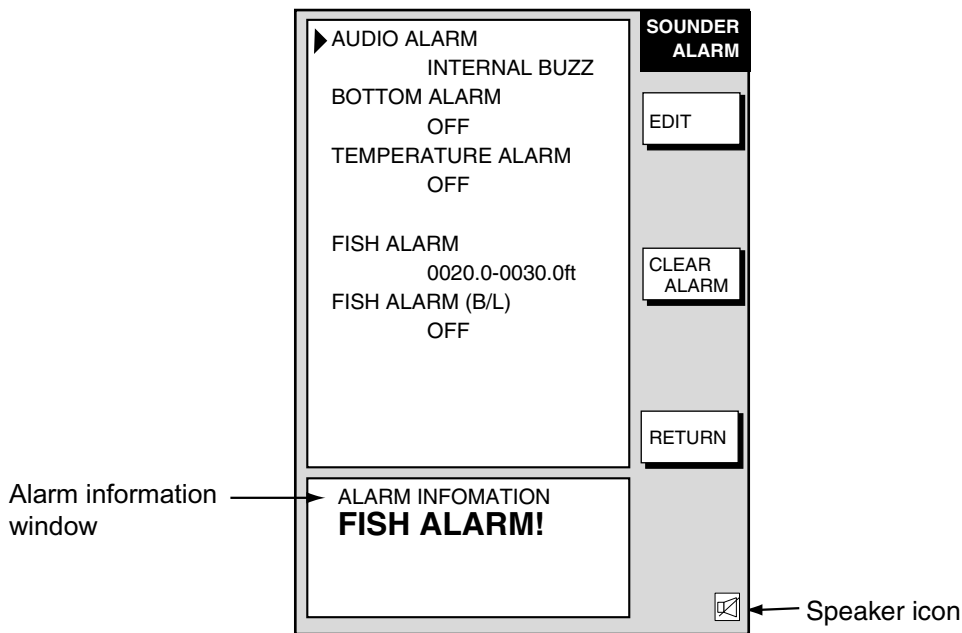 AUDIO ALARM
INTERNAL BUZZ
BOTTOM ALARM
OFF
TEMPERATURE ALARM
OFF
FISH ALARM
0020.0-0030.0ft
FISH ALARM (B/L)
OFF
SOUNDER
ALARM
EDIT
CLEAR
ALARM
RETURN
Alarm information
window
ALARM INFOMATION
FISH ALARM!
Speaker icon